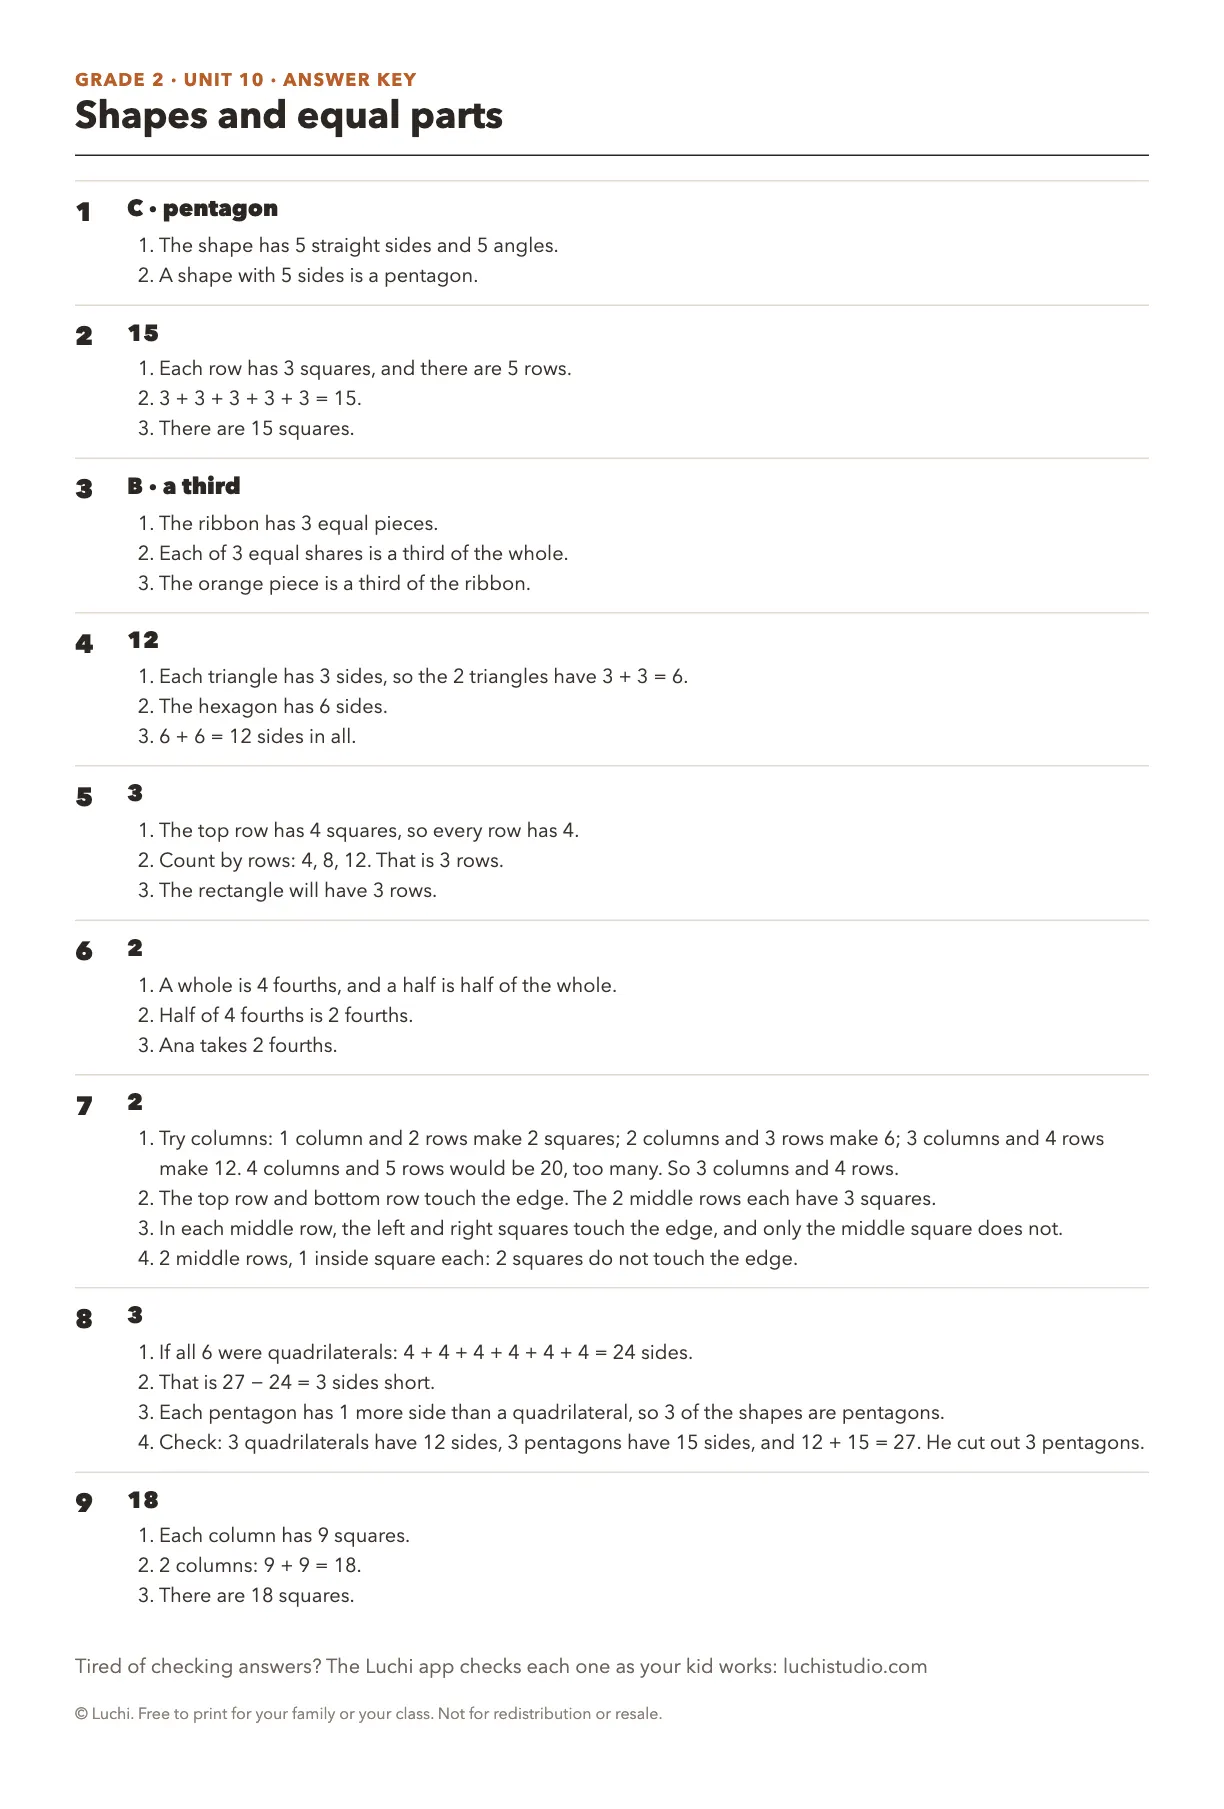 GRADE 2 · UNIT 10 · ANSWER KEY
Shapes and equal parts
1 C · pentagon
1. The shape has 5 straight sides and 5 angles.
2. A shape with 5 sides is a pentagon.
2 15
1. Each row has 3 squares, and there are 5 rows.
2. 3 + 3 + 3 + 3 + 3 = 15.
3. There are 15 squares.
3 B · a third
1. The ribbon has 3 equal pieces.
2. Each of 3 equal shares is a third of the whole.
3. The orange piece is a third of the ribbon.
4 12
1. Each triangle has 3 sides, so the 2 triangles have 3 + 3 = 6.
2. The hexagon has 6 sides.
3. 6 + 6 = 12 sides in all.
5 3
1. The top row has 4 squares, so every row has 4.
2. Count by rows: 4, 8, 12. That is 3 rows.
3. The rectangle will have 3 rows.
6 2
1. A whole is 4 fourths, and a half is half of the whole.
2. Half of 4 fourths is 2 fourths.
3. Ana takes 2 fourths.
7 2
1. Try columns: 1 column and 2 rows make 2 squares; 2 columns and 3 rows make 6; 3 columns and 4 rows
make 12. 4 columns and 5 rows would be 20, too many. So 3 columns and 4 rows.
2. The top row and bottom row touch the edge. The 2 middle rows each have 3 squares.
3. In each middle row, the left and right squares touch the edge, and only the middle square does not.
4. 2 middle rows, 1 inside square each: 2 squares do not touch the edge.
8 3
1. If all 6 were quadrilaterals: 4 + 4 + 4 + 4 + 4 + 4 = 24 sides.
2. That is 27 − 24 = 3 sides short.
3. Each pentagon has 1 more side than a quadrilateral, so 3 of the shapes are pentagons.
4. Check: 3 quadrilaterals have 12 sides, 3 pentagons have 15 sides, and 12 + 15 = 27. He cut out 3 pentagons.
9 18
1. Each column has 9 squares.
2. 2 columns: 9 + 9 = 18.
3. There are 18 squares.
Tired of checking answers? The Luchi app checks each one as your kid works: luchistudio.com
© Luchi. Free to print for your family or your class. Not for redistribution or resale.